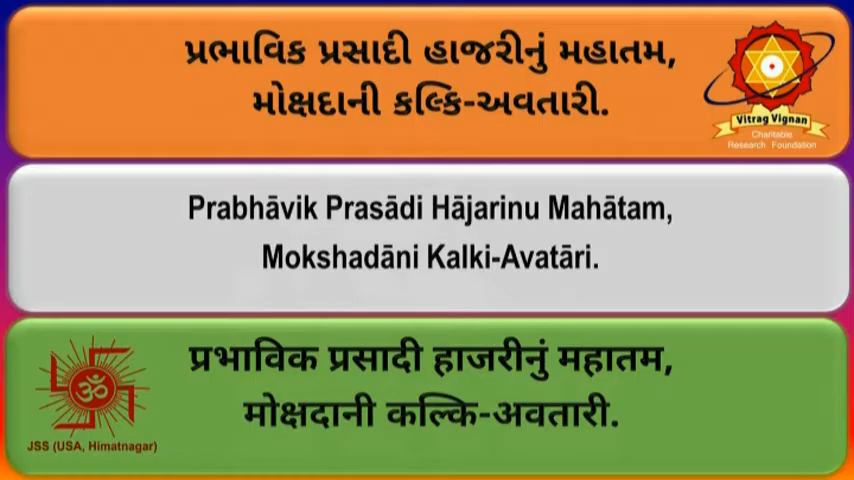 પ્રભાવિક પ્રસાદી હાજરીનું મહાતમ,
મોક્ષદાની કલ્કિ-અવતારી.
Vitrag Vignan
Charitable
Research Foundation
Prabhāvik Prasādi Hājarinu Mahātam,
Mokshadāni Kalki-Avatāri.
प्रभाविक प्रसादी हाजरीनुं महातम,
मोक्षदानी कल्कि-अवतारी.
ॐ
JSS (USA, Himatnagar)